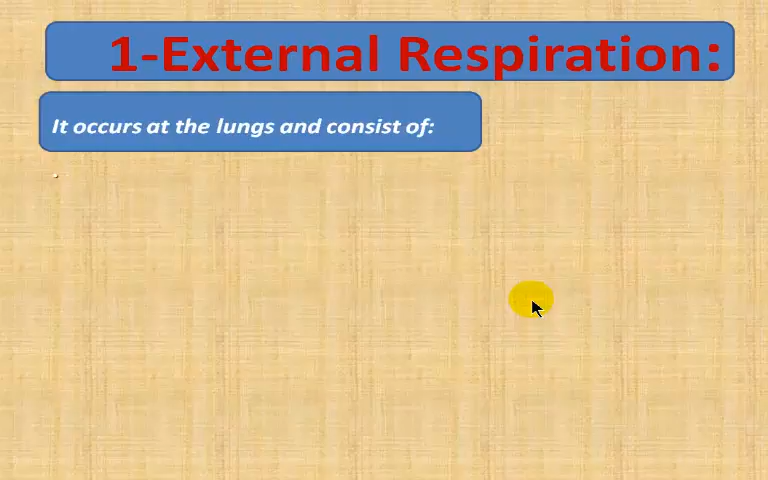 1-External Respiration:
It occurs at the lungs and consist of: